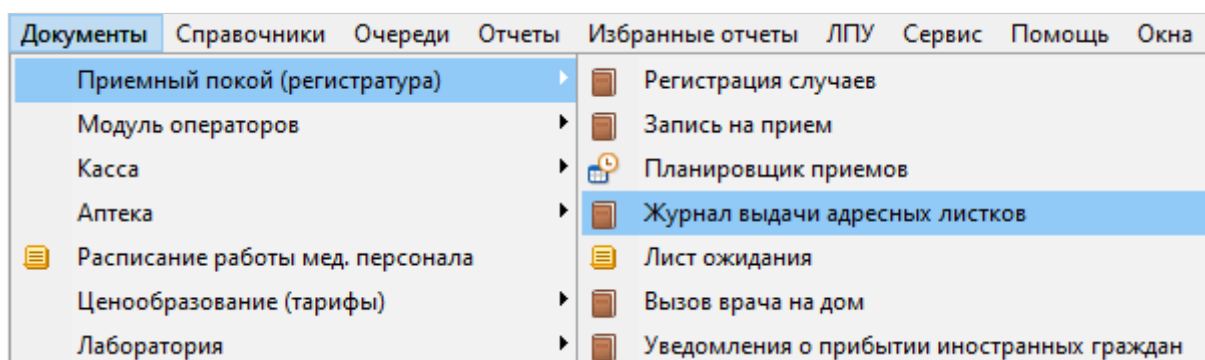 Документы Справочники Очереди Отчеты Избранные отчеты ЛПУ Сервис Помощь Окна
Приемный покой (регистратура)
Модуль операторов
Касса
Аптека
Расписание работы мед. персонала
Ценообразование (тарифы)
Лаборатория
Регистрация случаев
Запись на прием
Планировщик приемов
Журнал выдачи адресных листков
Лист ожидания
Вызов врача на дом
Уведомления о прибытии иностранных граждан